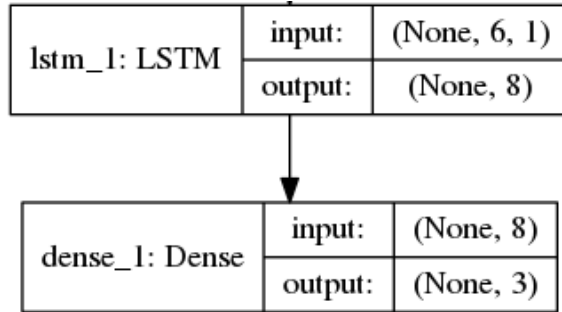 lstm_1: LSTM
input:
(None, 6, 1)
output:
(None, 8)
dense_1: Dense
input:
(None, 8)
output:
(None, 3)